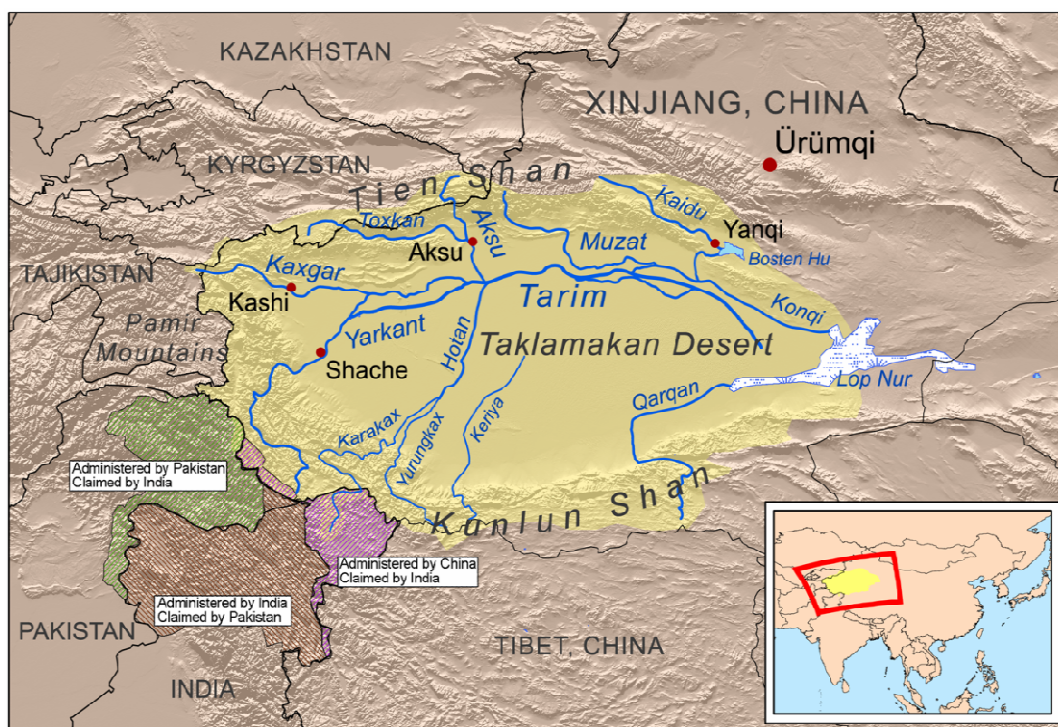 KAZAKHSTAN
XINJIANG, CHINA
Ürümqi
KYRGYZSTAN
Tien Shan
Kaidu
Toxkan
Aksu
Aksu
Muzat
Yanqi
Bosten Hu
TAJIKISTAN
Kaxgar
Kashi
Tarim
Konqi
Pamir
Mountains
Yarkant
Hotan
Taklamakan Desert
Shache
Lop Nur
Qarqan
Karakax
Yurungkax
Keriya
Administered by Pakistan
Claimed by India
Kunlun Shan
Administered by China
Claimed by India
Administered by India
Claimed by Pakistan
PAKISTAN
TIBET, CHINA
INDIA